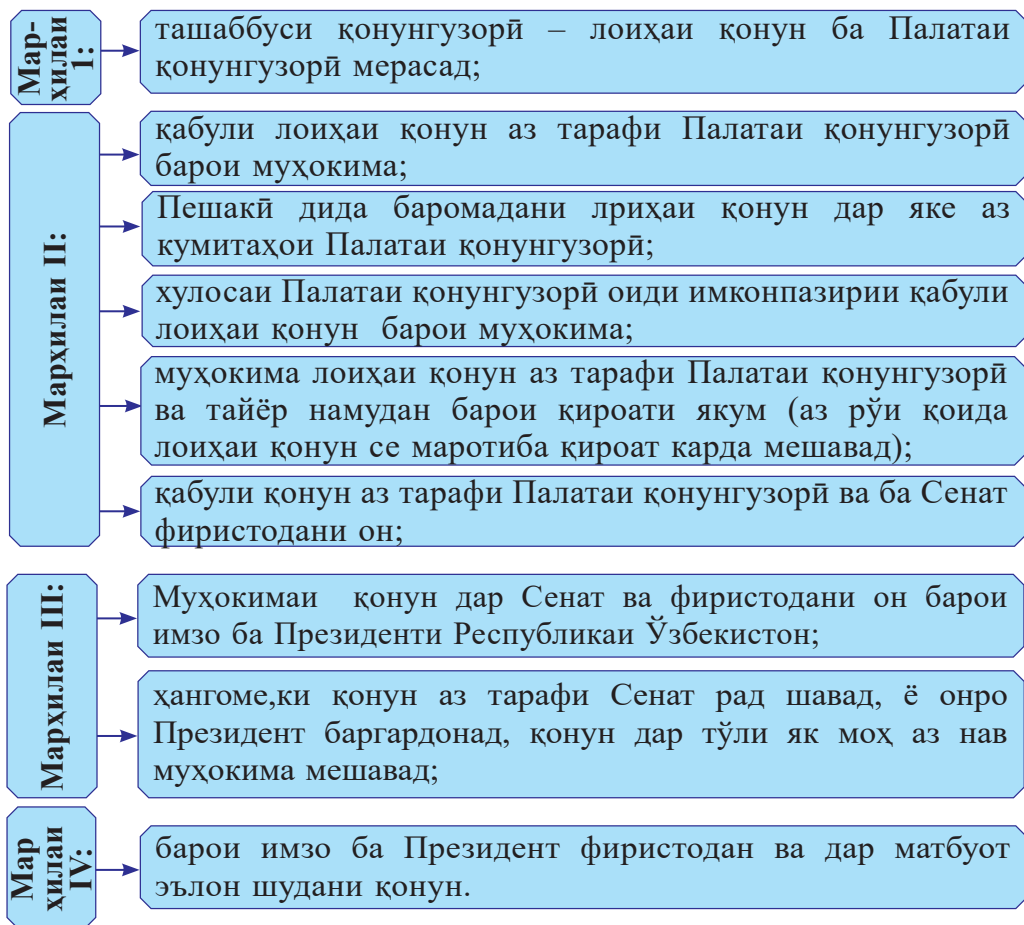 Мар-
ҳилаи
1:
ташаббуси қонунгузорӣ – лоиҳаи қонун ба Палатаи
қонунгузорӣ мерасад;
Марҳилаи II:
қабули лоиҳаи қонун аз тарафи Палатаи қонунгузорӣ
барои муҳокима;
Пешакӣ дида баромадани лриҳаи қонун дар яке аз
кумитаҳои Палатаи қонунгузорӣ;
хулосаи Палатаи қонунгузорӣ оиди имконпазирии қабули
лоиҳаи қонун барои муҳокима;
муҳокима лоиҳаи қонун аз тарафи Палатаи қонунгузорӣ
ва тайёр намудан барои қироати якум (аз рӯи қоида
лоиҳаи қонун се маротиба қироат карда мешавад);
қабули қонун аз тарафи Палатаи қонунгузорӣ ва ба Сенат
фиристодани он;
Марҳилаи III:
Муҳокимаи қонун дар Сенат ва фиристодани он барои
имзо ба Президенти Республикаи Ўзбекистон;
ҳангоме,ки қонун аз тарафи Сенат рад шавад, ё онро
Президент баргардонад, қонун дар тӯли як моҳ аз нав
муҳокима мешавад;
Мар
ҳилаи
IV:
барои имзо ба Президент фиристодан ва дар матбуот
эълон шудани қонун.